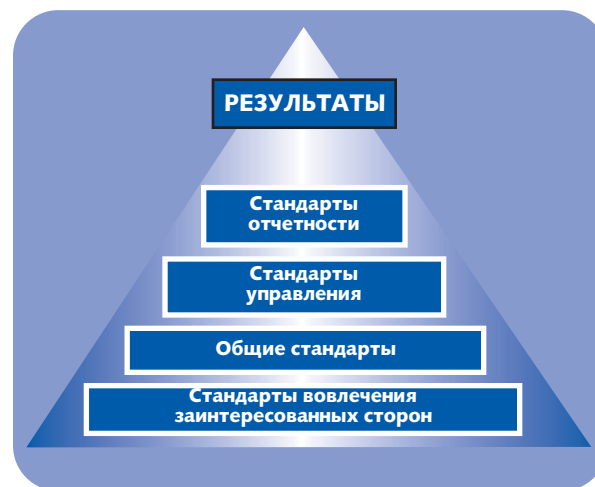 РЕЗУЛЬТАТЫ
Стандарты
отчетности
Стандарты
управления
Общие стандарты
Стандарты вовлечения
заинтересованных сторон